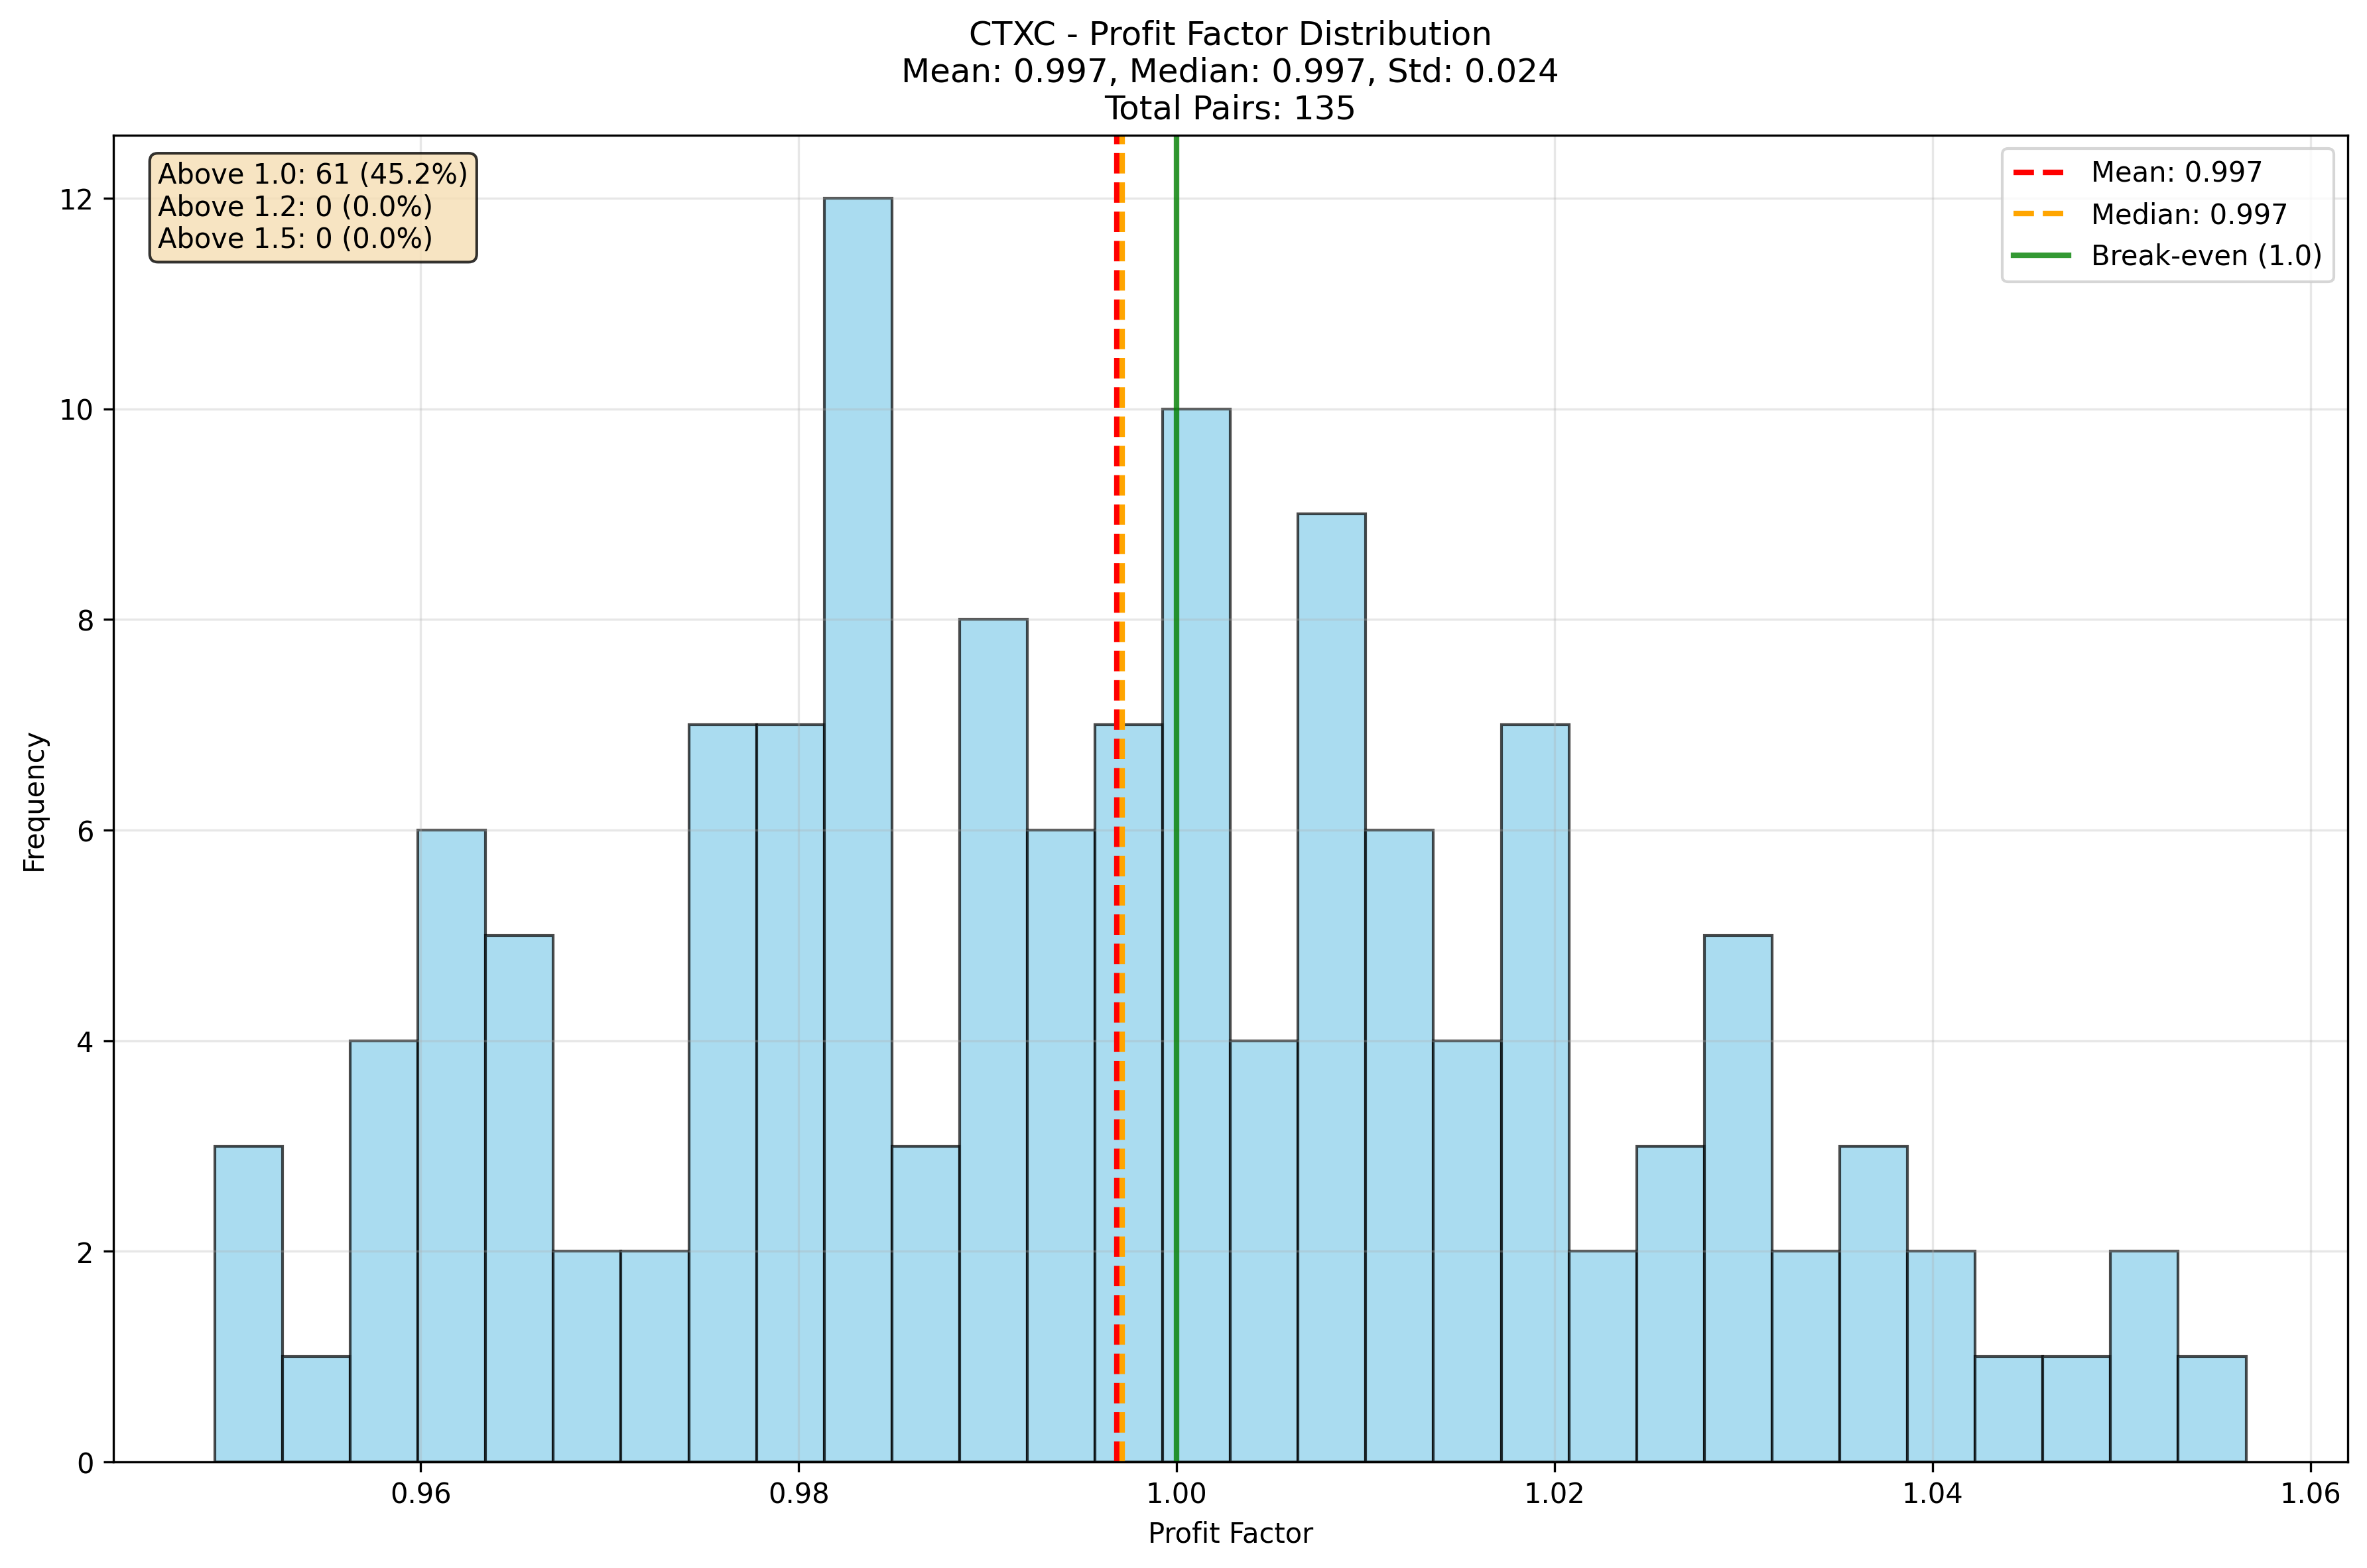 CTXC - Profit Factor Distribution
Mean: 0.997, Median: 0.997, Std: 0.024
Total Pairs: 135
Above 1.0: 61 (45.2%)
Above 1.2: 0 (0.0%)
Above 1.5: 0 (0.0%)
Mean: 0.997
Median: 0.997
Break-even (1.0)
12
10
8
6
4
2
0
Frequency
0.96
0.98
1.00
1.02
1.04
1.06
Profit Factor